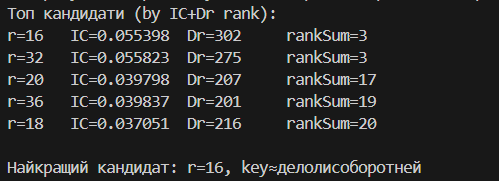 Топ кандидати (by IC+Dr rank):
r=16 IC=0.055398 Dr=302 rankSum=3
r=32 IC=0.055823 Dr=275 rankSum=3
r=20 IC=0.039798 Dr=207 rankSum=17
r=36 IC=0.039837 Dr=201 rankSum=19
r=18 IC=0.037051 Dr=216 rankSum=20
Найкращий кандидат: r=16, key≈делолисоборотней